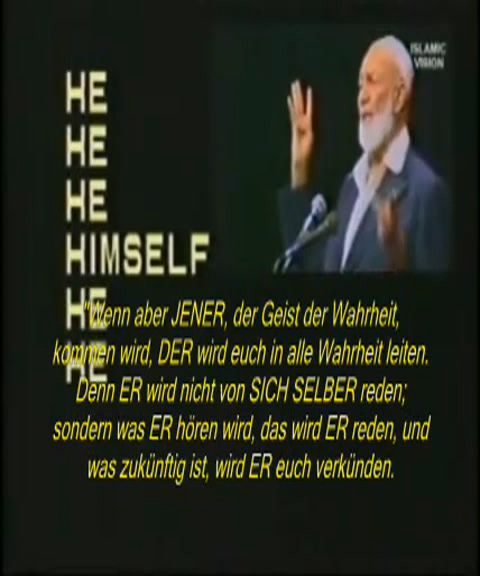 ISLAMIC
VISION
HE
HE
HE
HIMSELF
HE
HE
"Wenn aber JENER, der Geist der Wahrheit,
kommen wird, DER wird euch in alle Wahrheit leiten.
Denn ER wird nicht von SICH SELBER reden;
sondern was ER hören wird, das wird ER reden, und
was zukünftig ist, wird ER euch verkünden.